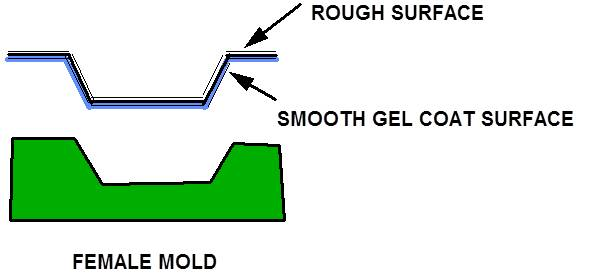 ROUGH SURFACE
SMOOTH GEL COAT SURFACE
FEMALE MOLD